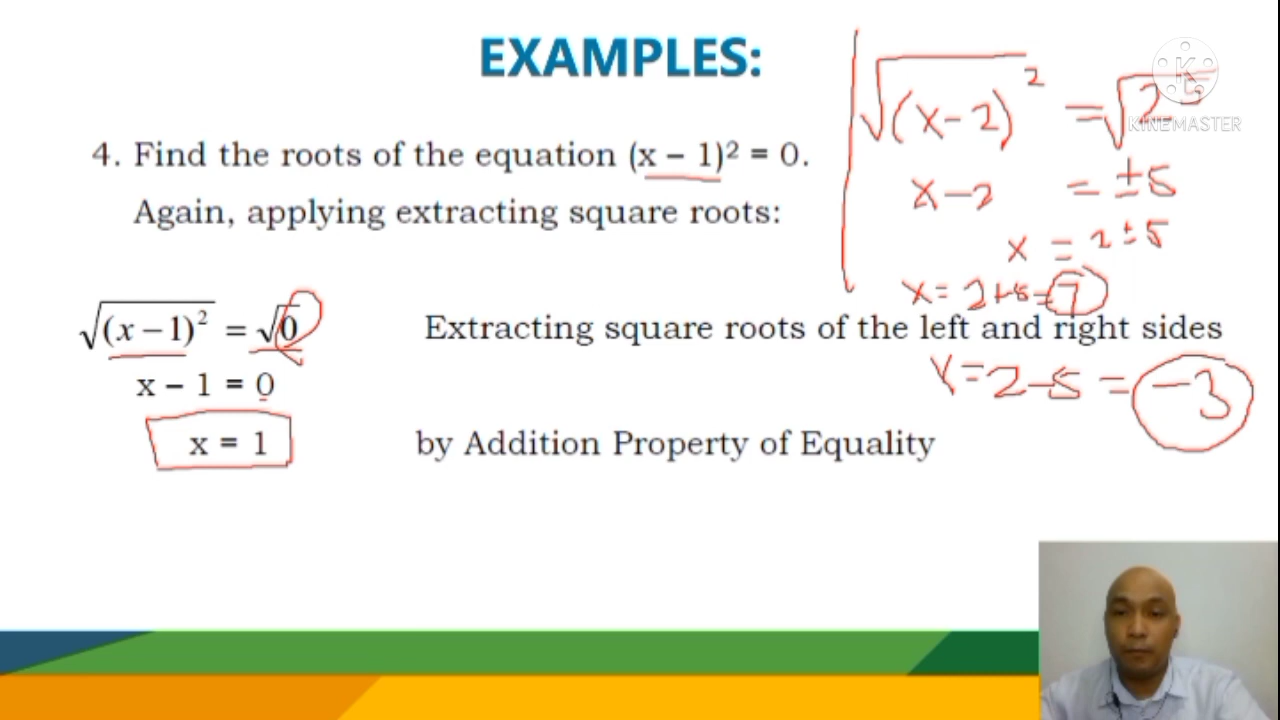 EXAMPLES:
4. Find the roots of the equation (x – 1)² = 0.
Again, applying extracting square roots:
√(x – 1)² = √0 Extracting square roots of the left and right sides
x – 1 = 0
x = 1 by Addition Property of Equality
√(x – 2)² = √25
x – 2 = ±5
x = 2 ± 5
x = 2+5=7
x = 2 – 5 = –3
K
KINEMASTER